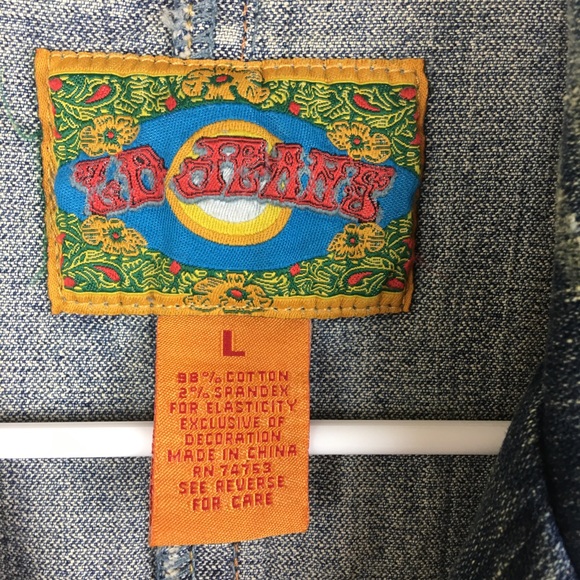 ZD JEANS
L
98% COTTON
2% SPANDEX
FOR ELASTICITY
EXCLUSIVE OF
DECORATION
MADE IN CHINA
RN 74753
SEE REVERSE
FOR CARE